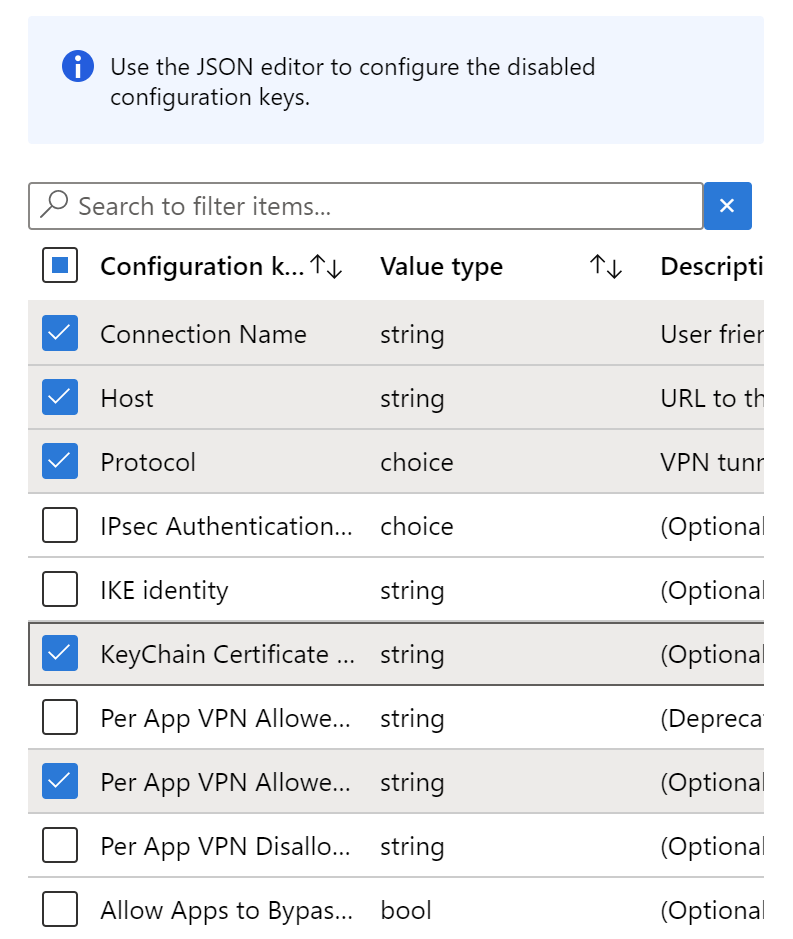 Use the JSON editor to configure the disabled
configuration keys.
Search to filter items...
Configuration k... Value type Descripti
Connection Name string User frien
Host string URL to th
Protocol choice VPN tunn
IPsec Authentication... choice (Optional
IKE identity string (Optional
KeyChain Certificate ... string (Optional
Per App VPN Allowe... string (Depreca
Per App VPN Allowe... string (Optional
Per App VPN Disallo... string (Optional
Allow Apps to Bypas... bool (Optional